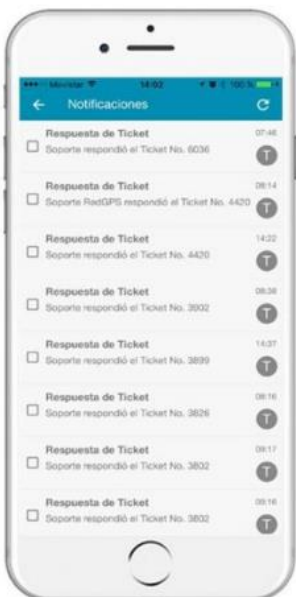 Movistar 14:02 100 %
Notificaciones
Respuesta de Ticket 07:46
Soporte respondió el Ticket No. 6036
T
Respuesta de Ticket 08:14
Soporte RedGPS respondió el Ticket No. 4420
T
Respuesta de Ticket 14:22
Soporte respondió el Ticket No. 4420
T
Respuesta de Ticket 08:38
Soporte respondió el Ticket No. 3902
T
Respuesta de Ticket 14:37
Soporte respondió el Ticket No. 3899
T
Respuesta de Ticket 08:16
Soporte respondió el Ticket No. 3826
T
Respuesta de Ticket 09:17
Soporte respondió el Ticket No. 3802
T
Respuesta de Ticket 09:16
Soporte respondió el Ticket No. 3802
T